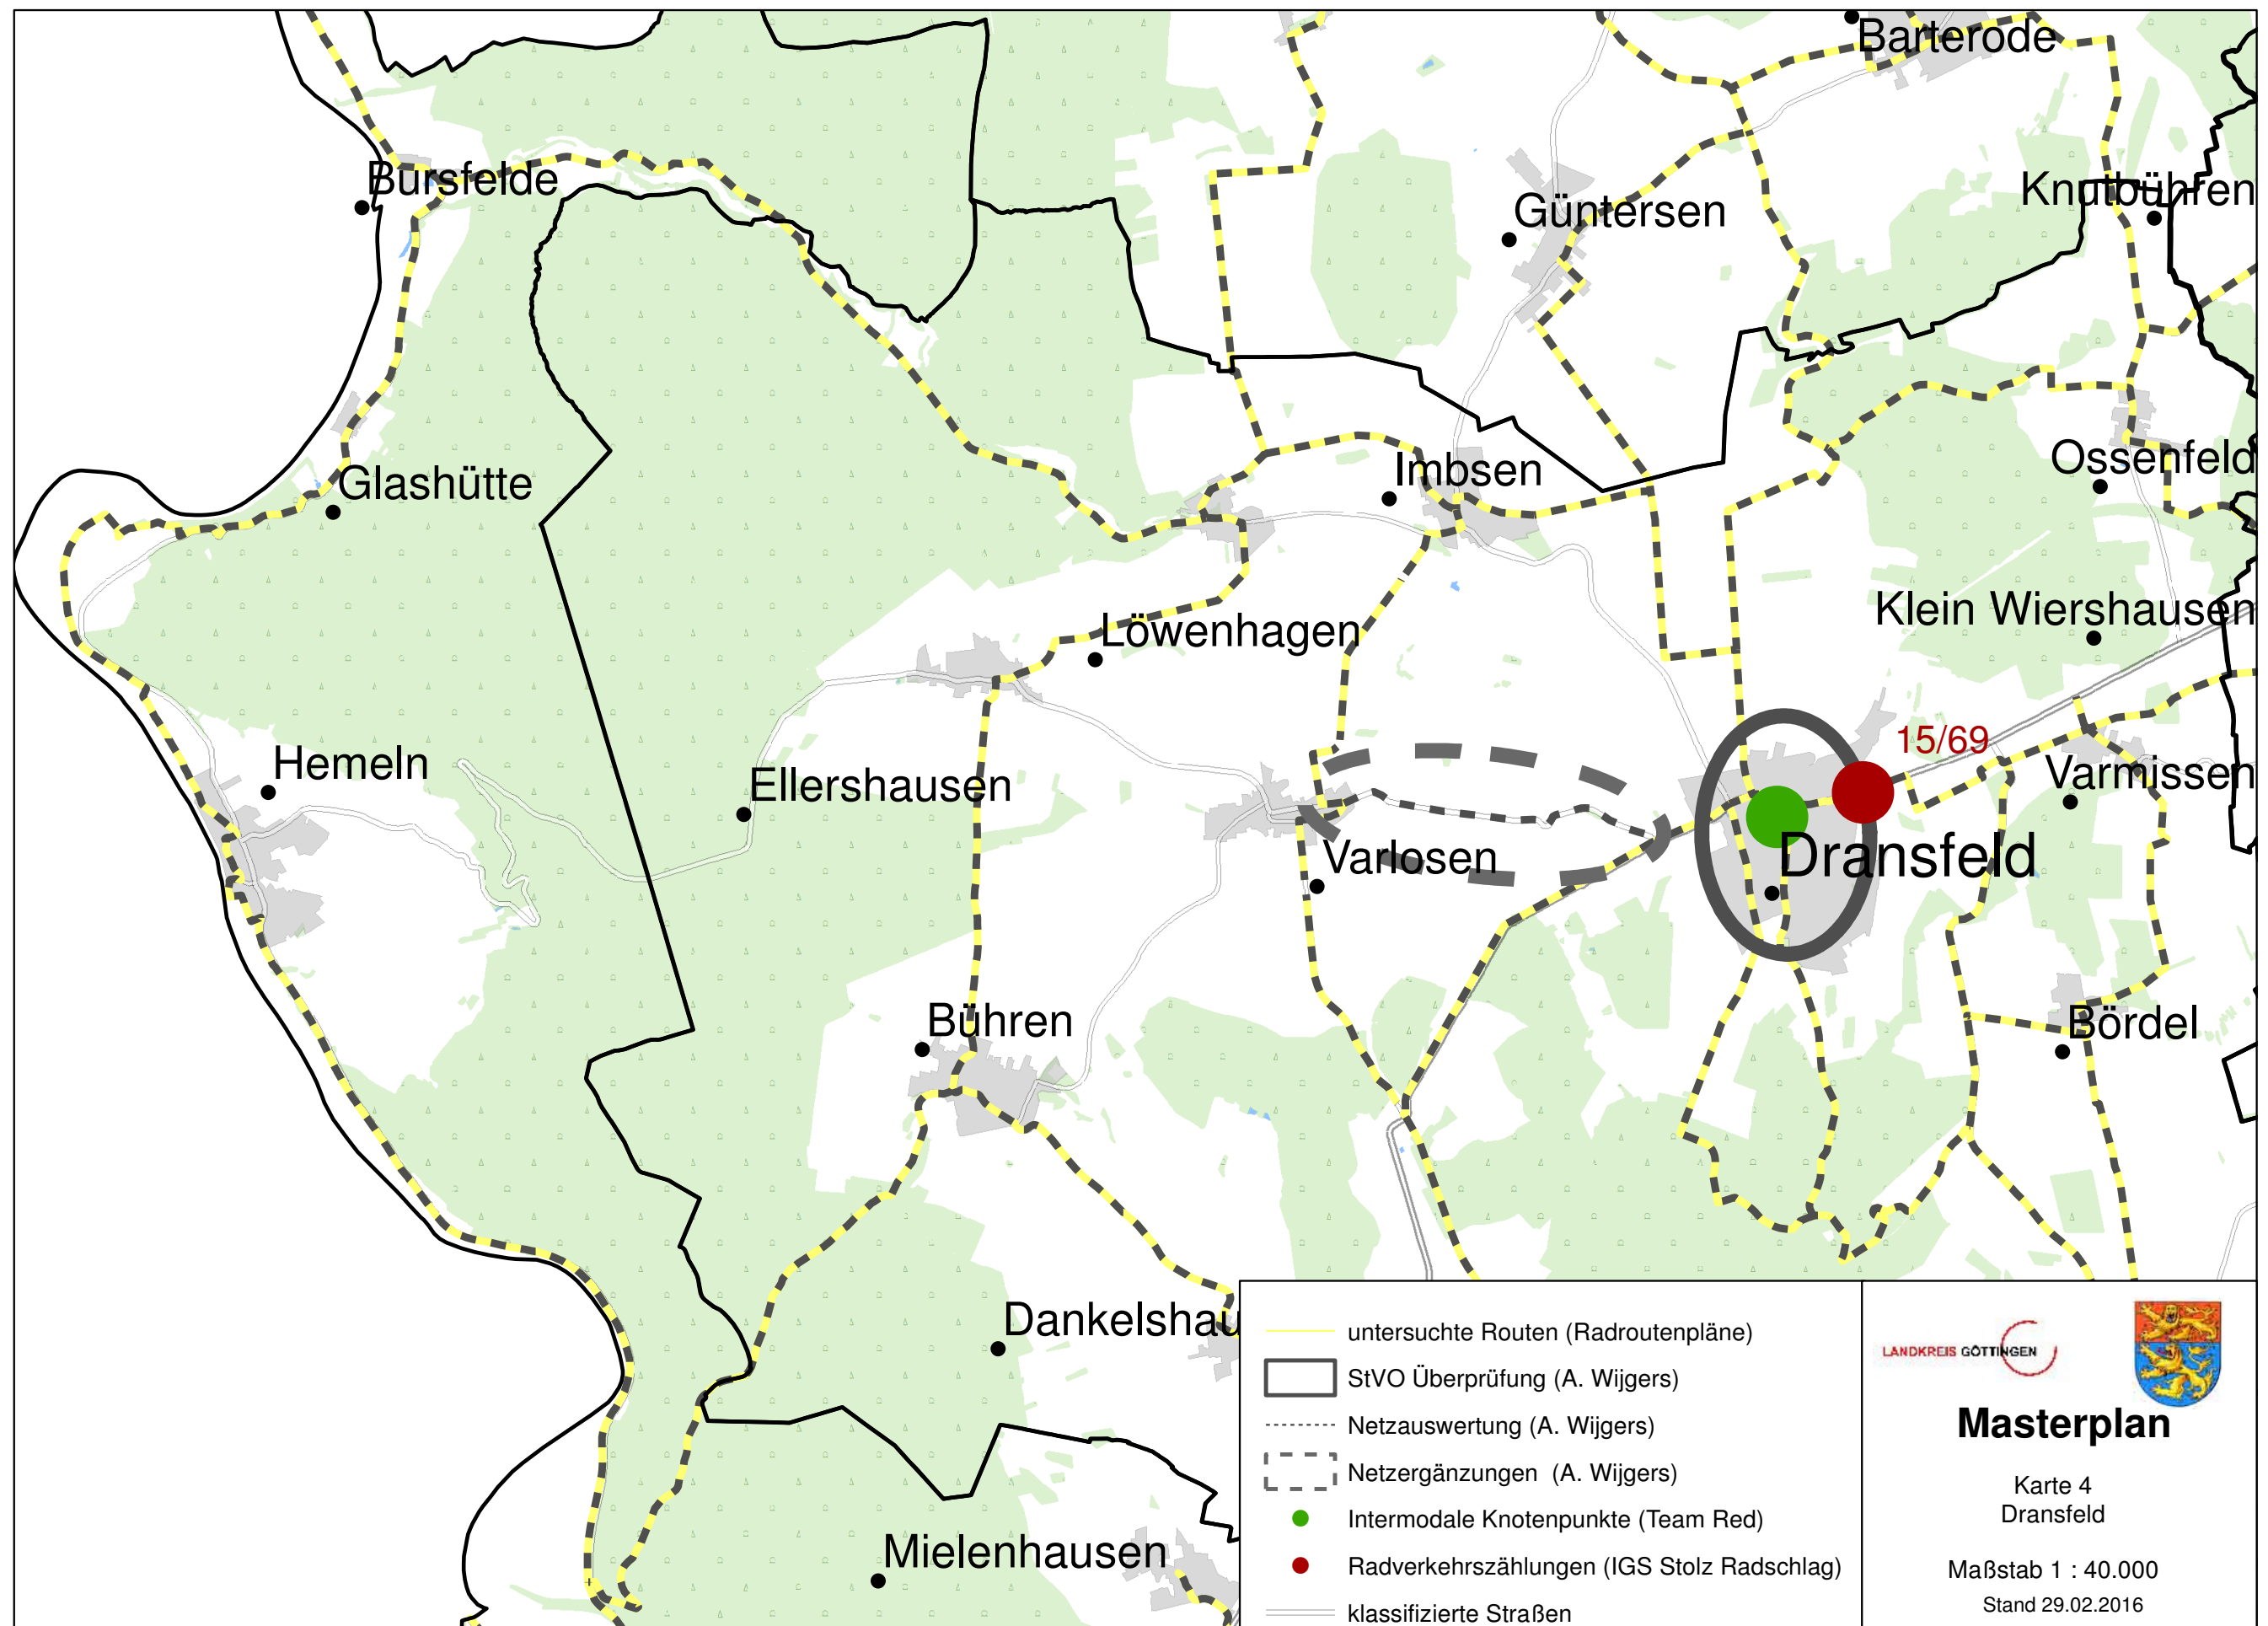 Barterode
Bursfelde
Knutbühren
Güntersen
Glashütte
Imbsen
Ossenfeld
Klein Wiershausen
Löwenhagen
15/69
Hemeln
Ellershausen
Varmissen
Varlosen
Dransfeld
Bühren
Bördel
Dankelshau
Mielenhausen
untersuchte Routen (Radroutenpläne)
StVO Überprüfung (A. Wijgers)
Netzauswertung (A. Wijgers)
Netzergänzungen (A. Wijgers)
Intermodale Knotenpunkte (Team Red)
Radverkehrszählungen (IGS Stolz Radschlag)
klassifizierte Straßen
LANDKREIS GÖTTINGEN
Masterplan
Karte 4
Dransfeld
Maßstab 1 : 40.000
Stand 29.02.2016